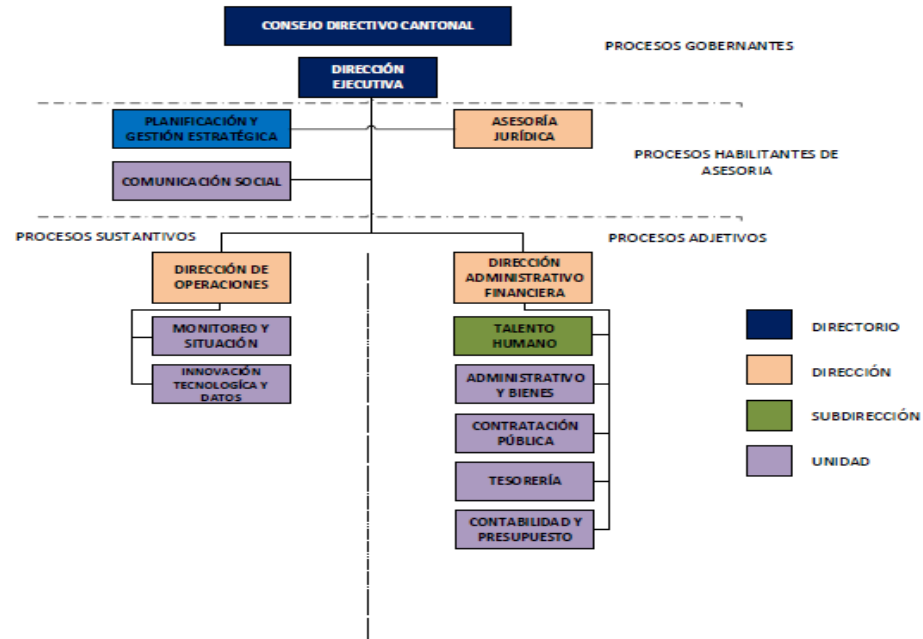 CONSEJO DIRECTIVO CANTONAL
PROCESOS GOBERNANTES
DIRECCIÓN
EJECUTIVA
PLANIFICACIÓN Y
GESTIÓN ESTRATÉGICA
ASESORÍA
JURÍDICA
PROCESOS HABILITANTES DE
ASESORIA
COMUNICACIÓN SOCIAL
PROCESOS SUSTANTIVOS
PROCESOS ADJETIVOS
DIRECCIÓN DE
OPERACIONES
MONITOREO Y
SITUACIÓN
INNOVACIÓN
TECNOLOGÍCA Y
DATOS
DIRECCIÓN
ADMINISTRATIVO
FINANCIERA
TALENTO
HUMANO
ADMINISTRATIVO
Y BIENES
CONTRATACIÓN
PÚBLICA
TESORERÍA
CONTABILIDAD Y
PRESUPUESTO
DIRECTORIO
DIRECCIÓN
SUBDIRECCIÓN
UNIDAD